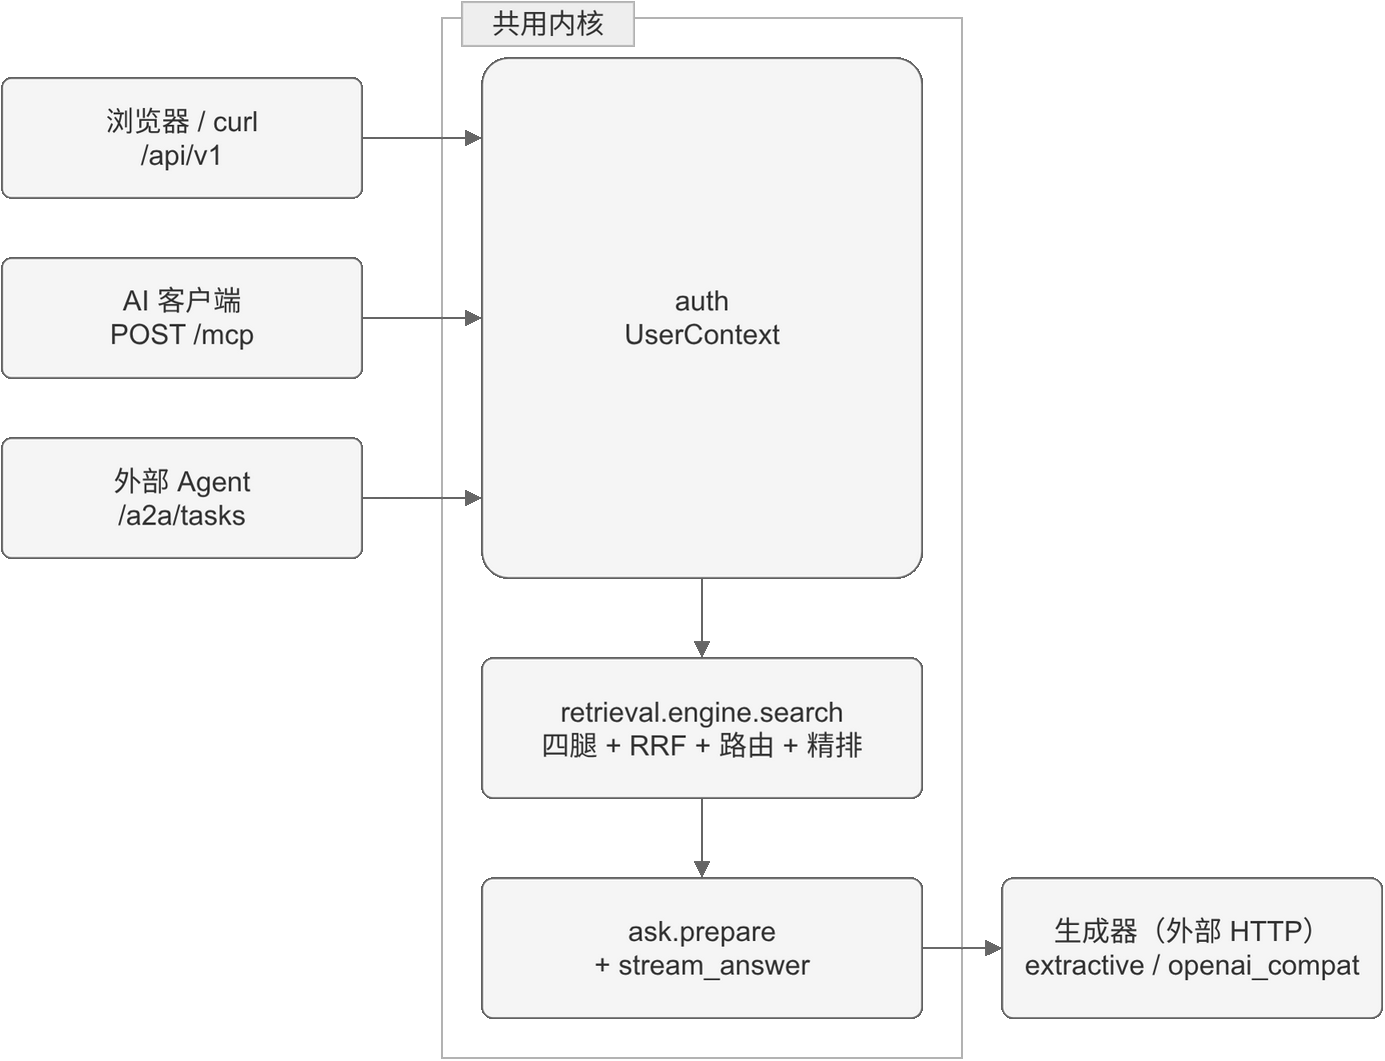 共用内核
浏览器 / curl
/api/v1
AI 客户端
POST /mcp
外部 Agent
/a2a/tasks
auth
UserContext
retrieval.engine.search
四腿 + RRF + 路由 + 精排
ask.prepare
+ stream_answer
生成器（外部 HTTP）
extractive / openai_compat